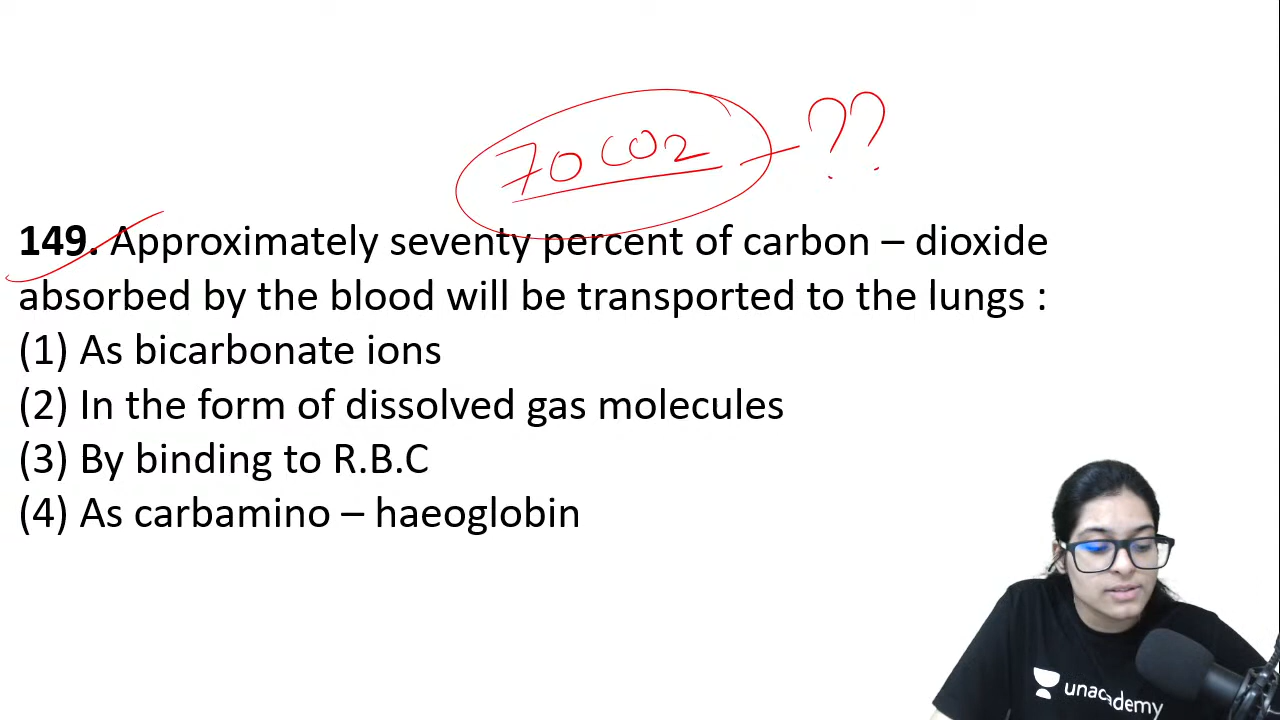 70 CO2 - ??
149. Approximately seventy percent of carbon – dioxide
absorbed by the blood will be transported to the lungs :
(1) As bicarbonate ions
(2) In the form of dissolved gas molecules
(3) By binding to R.B.C
(4) As carbamino – haeoglobin
unacademy